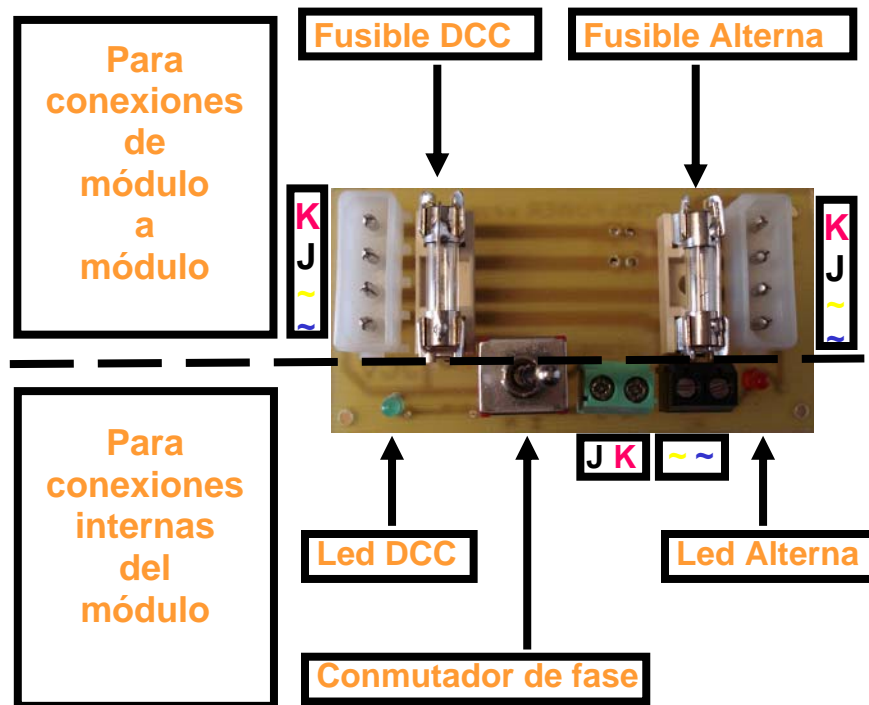 Fusible DCC
Fusible Alterna
Para
conexiones
de
módulo
a
módulo
K
J
~
~
K
J
~
~
J K
~ ~
Para
conexiones
internas
del
módulo
Led DCC
Led Alterna
Conmutador de fase